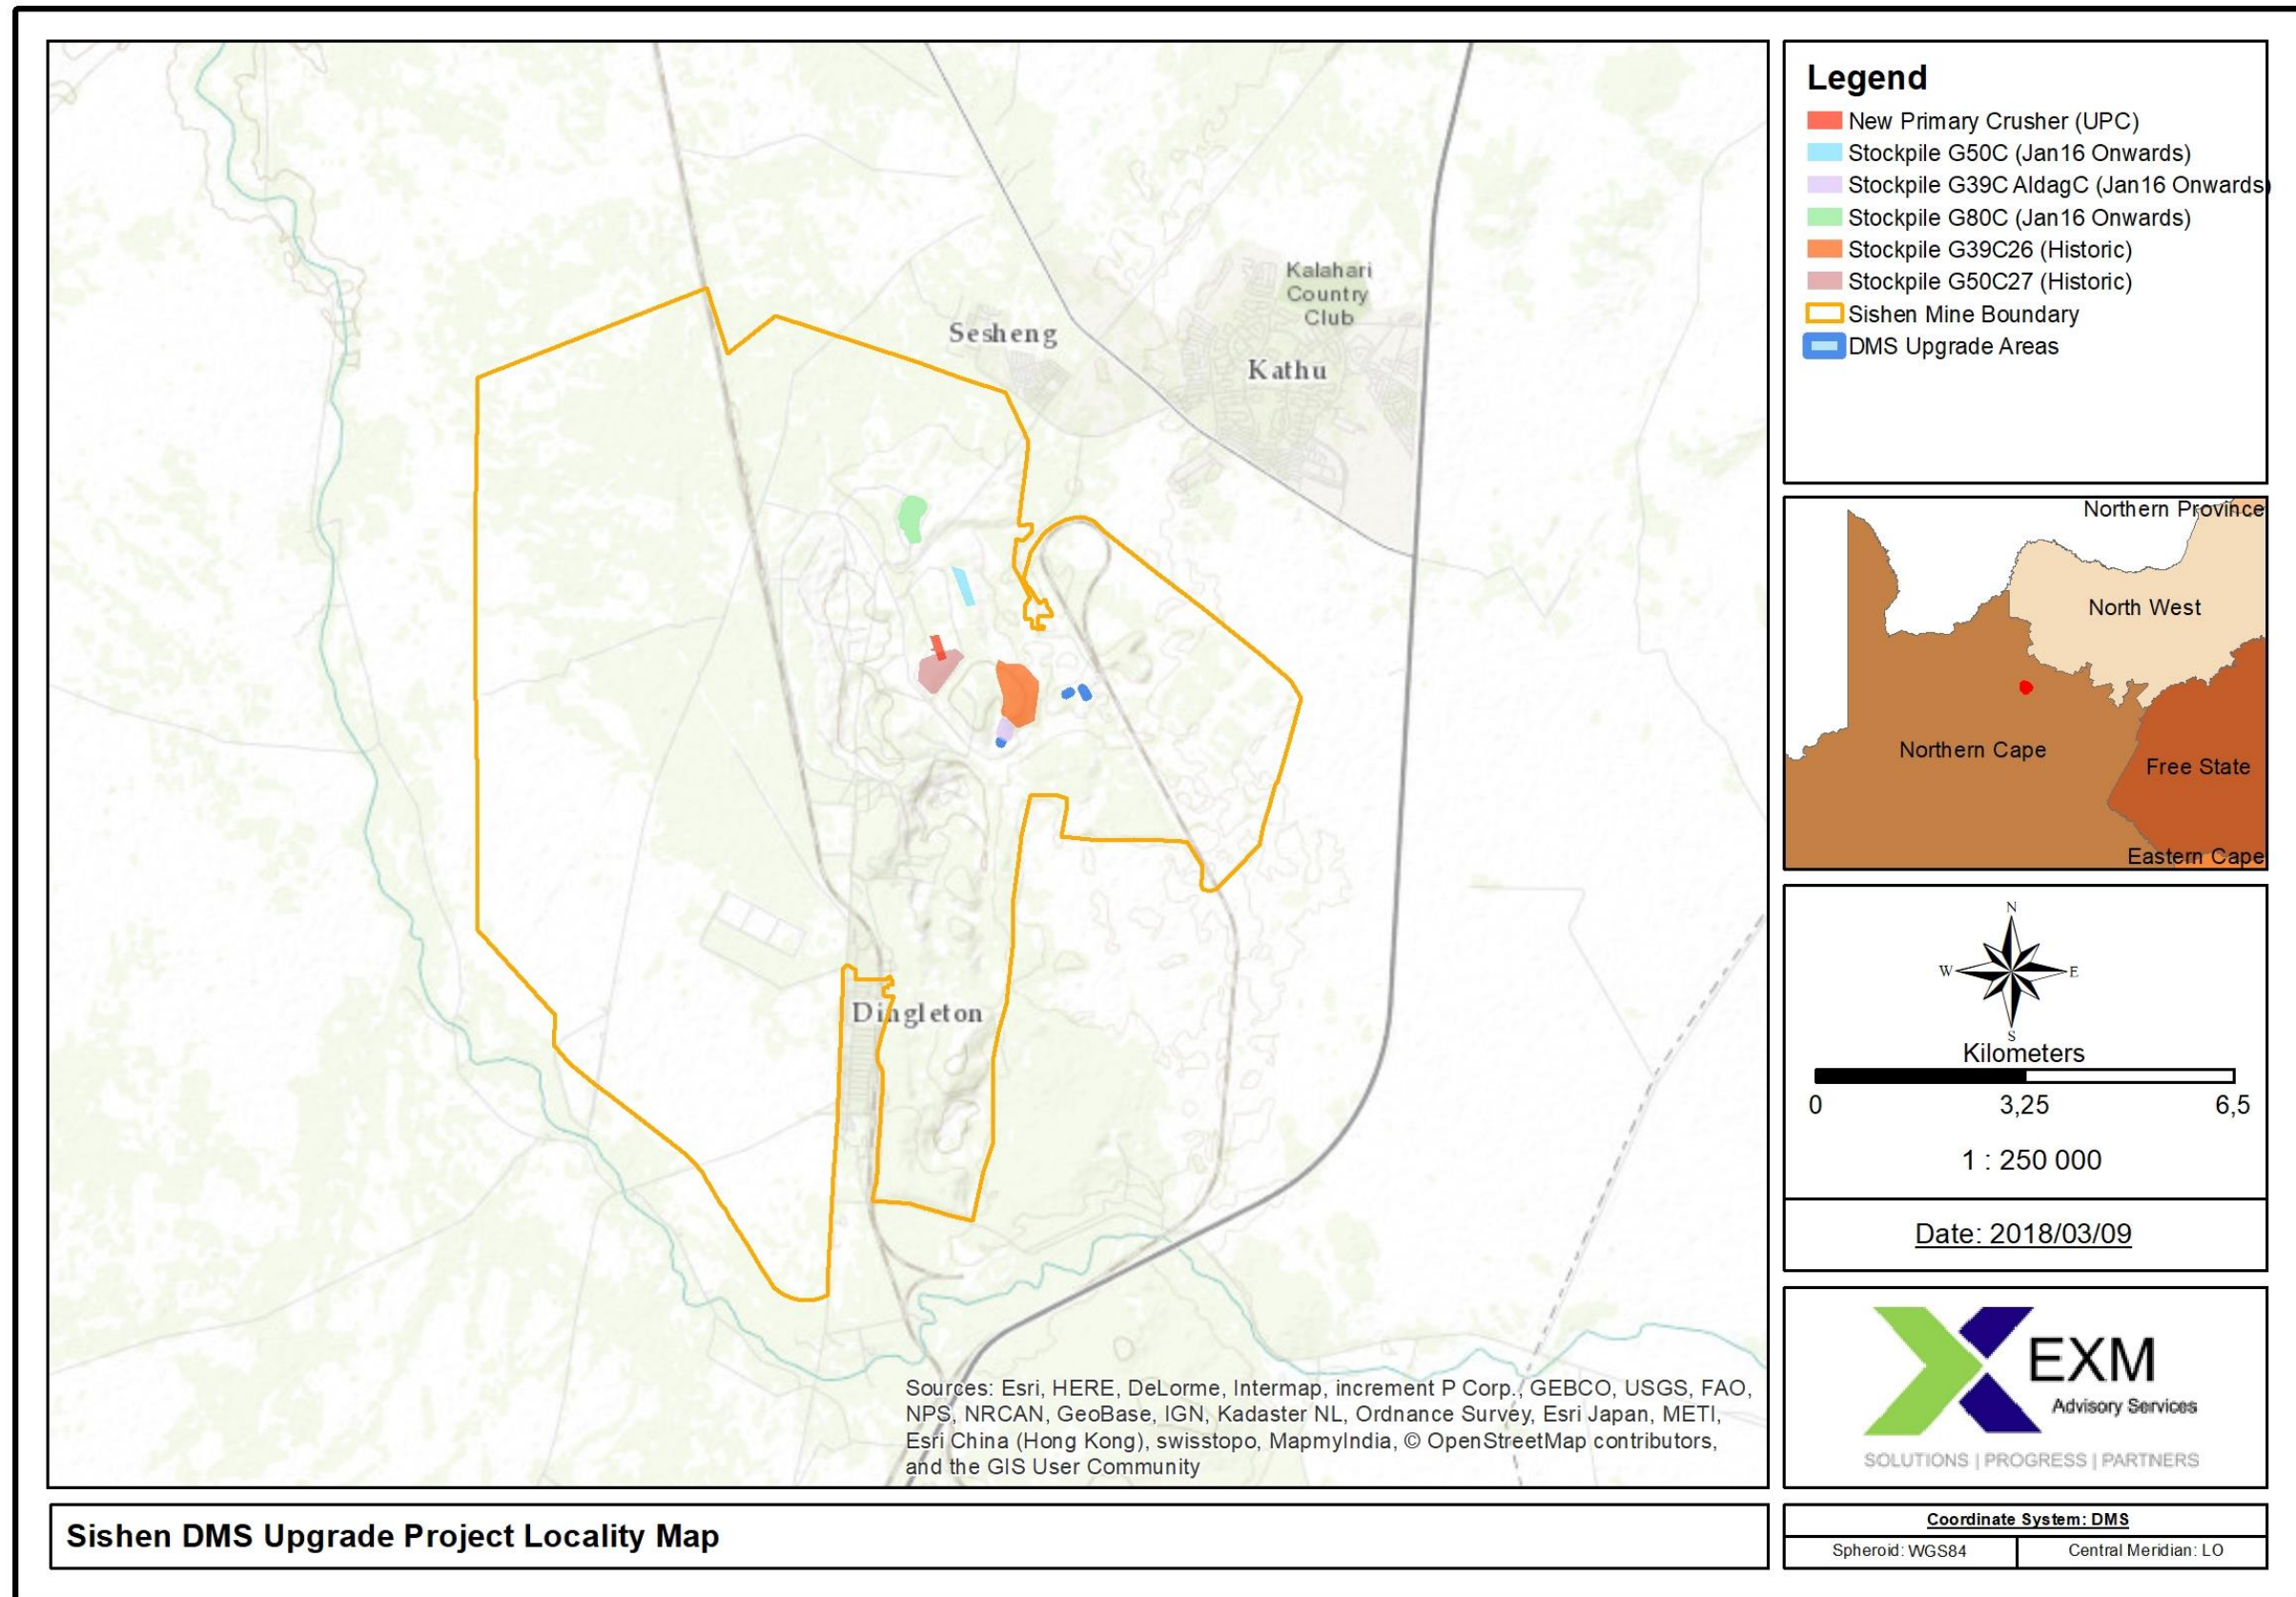 Sesheng
Kalahari
Country
Club
Kathu
Dingleton
Sources: Esri, HERE, DeLorme, Intermap, increment P Corp., GEBCO, USGS, FAO,
NPS, NRCAN, GeoBase, IGN, Kadaster NL, Ordnance Survey, Esri Japan, METI,
Esri China (Hong Kong), swisstopo, MapmyIndia, © OpenStreetMap contributors,
and the GIS User Community
Sishen DMS Upgrade Project Locality Map
Legend
New Primary Crusher (UPC)
Stockpile G50C (Jan16 Onwards)
Stockpile G39C AldagC (Jan16 Onwards)
Stockpile G80C (Jan16 Onwards)
Stockpile G39C26 (Historic)
Stockpile G50C27 (Historic)
Sishen Mine Boundary
DMS Upgrade Areas
Northern Province
North West
Northern Cape
Free State
Eastern Cape
N
W E
S
Kilometers
0 3,25 6,5
1 : 250 000
Date: 2018/03/09
EXM
Advisory Services
SOLUTIONS | PROGRESS | PARTNERS
Coordinate System: DMS
Spheroid: WGS84 Central Meridian: LO